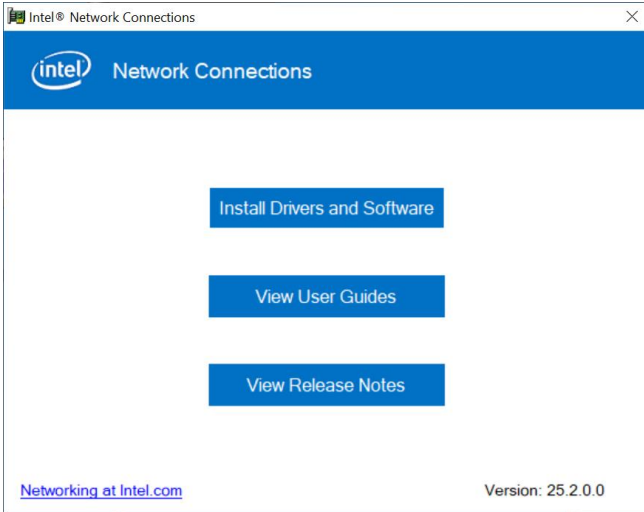 Intel® Network Connections
intel
Network Connections
Install Drivers and Software
View User Guides
View Release Notes
Networking at Intel.com
Version: 25.2.0.0